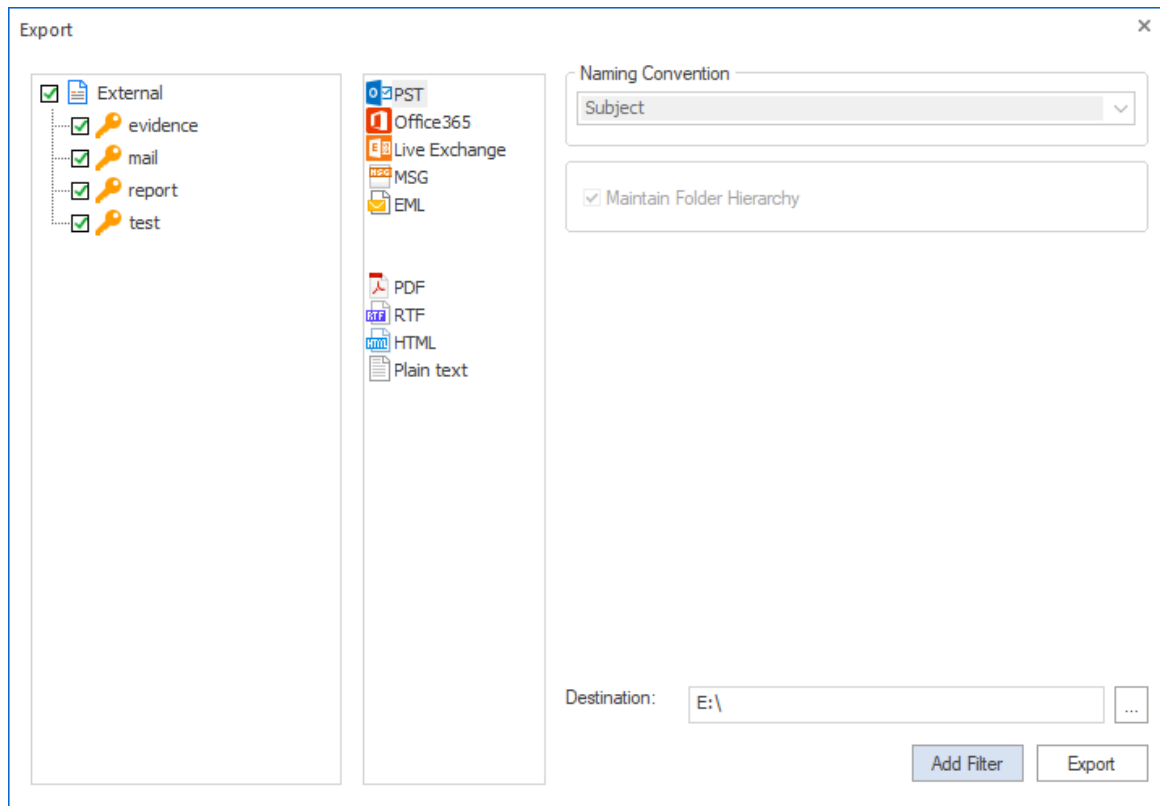 Export
External
evidence
mail
report
test
PST
Office365
Live Exchange
MSG
EML
PDF
RTF
HTML
Plain text
Naming Convention
Subject
Maintain Folder Hierarchy
Destination:
E:\
...
Add Filter
Export